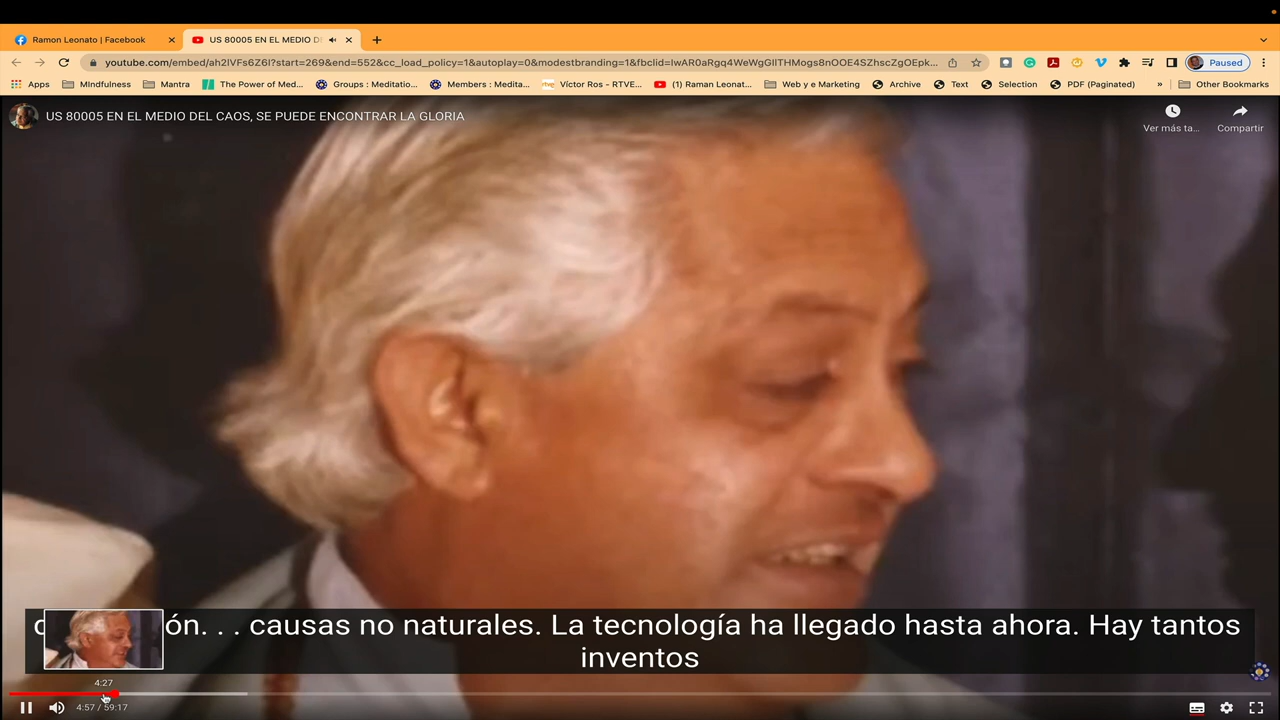 Ramon Leonato | Facebook
US 80005 EN EL MEDIO D
youtube.com/embed/ah2IVFs6Z6I?start=269&end=552&cc_load_policy=1&autoplay=0&modestbranding=1&fbclid=IwAR0aRgq4WeWgGIITHMogs8nOOE4SZhscZgOEpk...
Paused
Apps
Mindfulness
Mantra
The Power of Med...
Groups : Meditatio...
Members : Medita...
Víctor Ros – RTVE...
(1) Raman Leonat...
Web y e Marketing
Archive
Text
Selection
PDF (Paginated)
»
Other Bookmarks
US 80005 EN EL MEDIO DEL CAOS, SE PUEDE ENCONTRAR LA GLORIA
Ver más ta...
Compartir
ón. . . causas no naturales. La tecnología ha llegado hasta ahora. Hay tantos
inventos
4:27
4:57 / 59:17